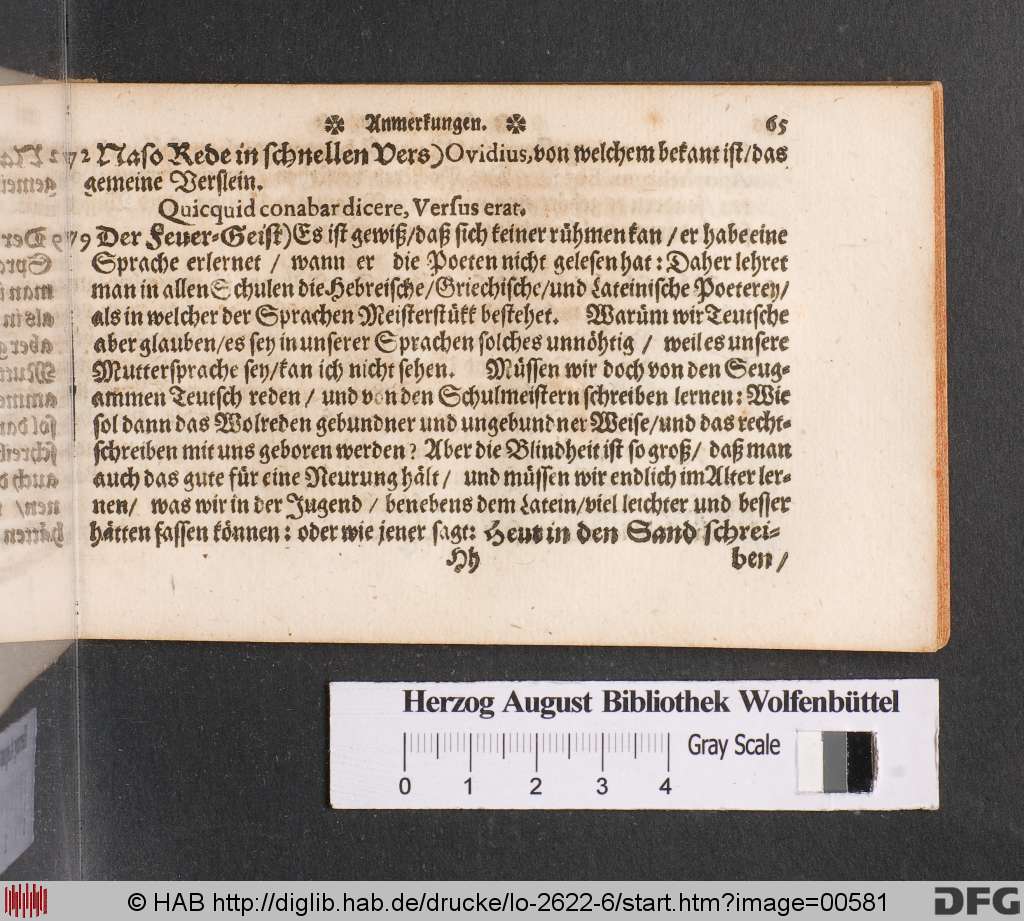 Anmerkungen. 65
72 Naso Rede in schnellen Vers) Ovidius, von welchem bekant ist/das
gemeine Verslein.
Quicquid conabar dicere, Versus erat.
79 Der Feuer-Geist) Es ist gewiß/daß sich keiner rühmen kan/er habe eine
Sprache erlernet / wann er die Poeten nicht gelesen hat: Daher lehret
man in allen Schulen die Hebreische/Griechische/und Lateinische Poeterey/
als in welcher der Sprachen Meisterstükk bestehet. Warüm wir Teutsche
aber glauben/es sey in unserer Sprachen solches unnöhtig / weil es unsere
Muttersprache sey/kan ich nicht sehen. Müssen wir doch von den Seug-
ammen Teutsch reden / und von den Schulmeistern schreiben lernen: Wie
sol dann das Wolreden gebundner und ungebundner Weise/und das recht-
schreiben mit uns geboren werden? Aber die Blindheit ist so groß/ daß man
auch das gute für eine Neurung hält / und müssen wir endlich im Alter ler-
nen/ was wir in der Jugend / benebens dem Latein/viel leichter und besser
hätten fassen können: oder wie jener sagt: Heut in den Sand schrei-
Hh ben /
Herzog August Bibliothek Wolfenbüttel
Gray Scale
0 1 2 3 4
© HAB http://diglib.hab.de/drucke/lo-2622-6/start.htm?image=00581
DFG